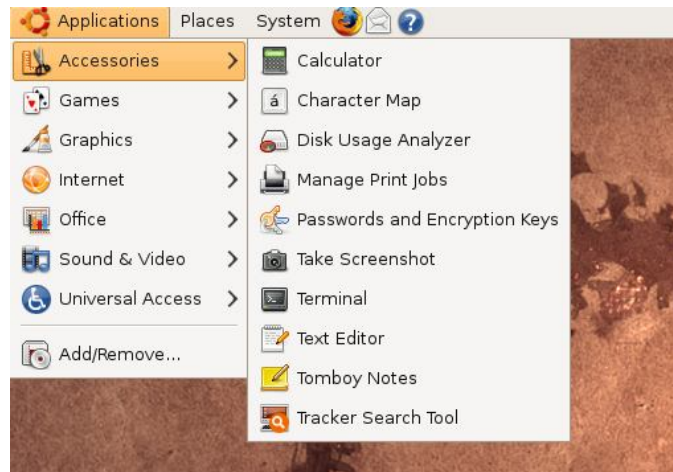 Applications Places System
Accessories
Games
Graphics
Internet
Office
Sound & Video
Universal Access
Add/Remove...
Calculator
á Character Map
Disk Usage Analyzer
Manage Print Jobs
Passwords and Encryption Keys
Take Screenshot
Terminal
Text Editor
Tomboy Notes
Tracker Search Tool